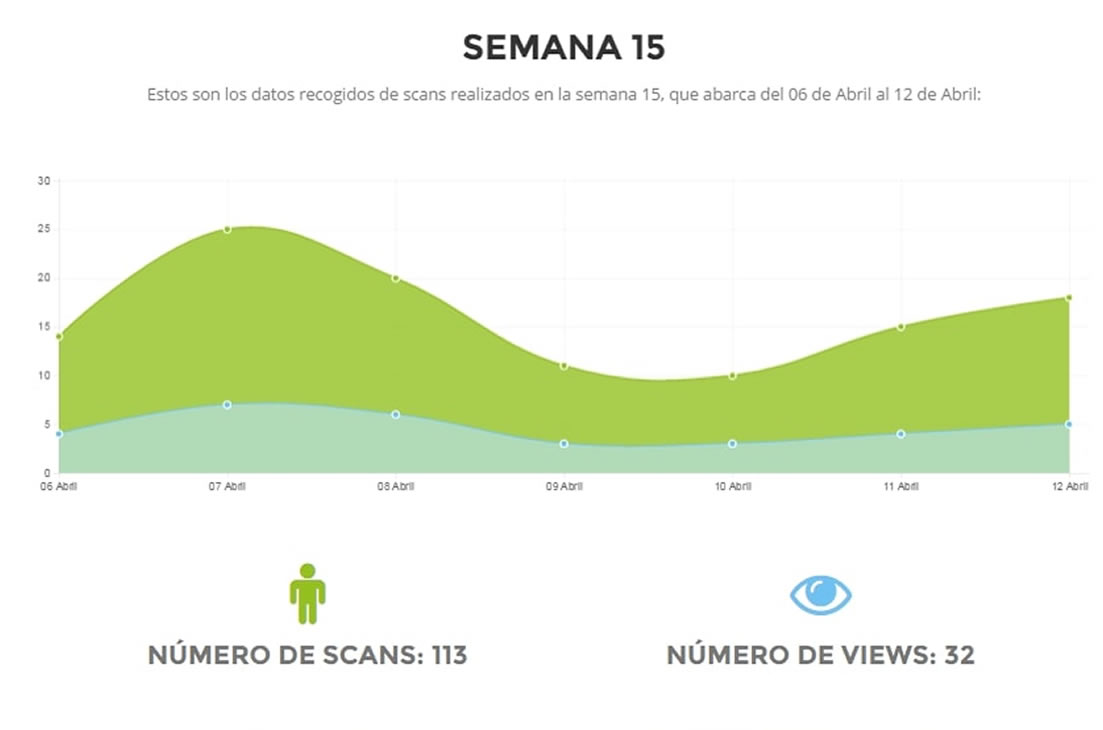 SEMANA 15
Estos son los datos recogidos de scans realizados en la semana 15, que abarca del 06 de Abril al 12 de Abril:
30
25
20
15
10
5
0
06 Abril 07 Abril 08 Abril 09 Abril 10 Abril 11 Abril 12 Abril
NÚMERO DE SCANS: 113 NÚMERO DE VIEWS: 32